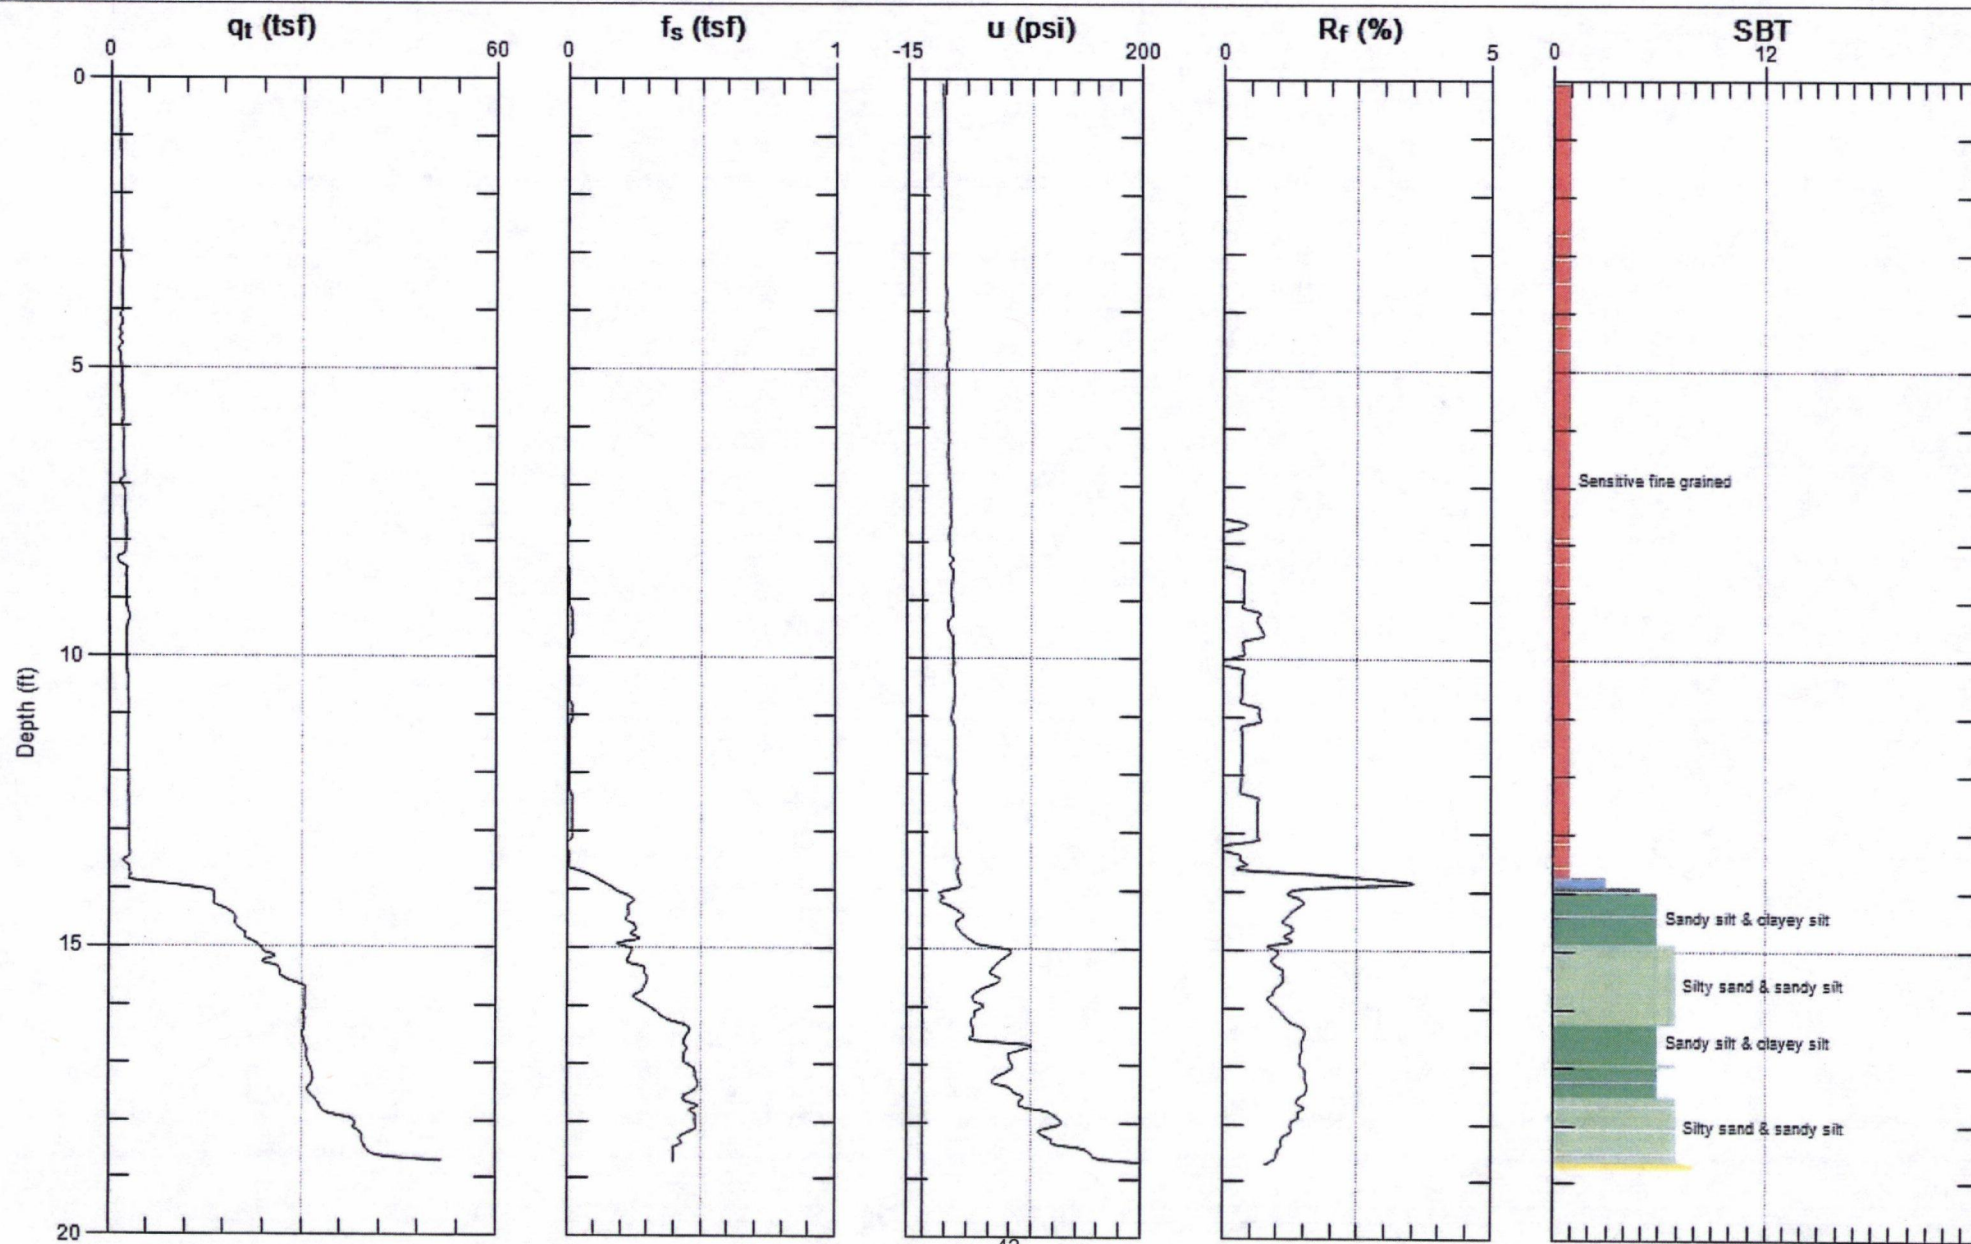 qt (tsf) fs (tsf) u (psi) Rf (%) SBT
0 60 0 1 -15 200 0 5 0 12
0
5
Sensitive fine grained
10
Depth (ft)
Sandy silt & clayey silt
15
Silty sand & sandy silt
Sandy silt & clayey silt
Silty sand & sandy silt
20